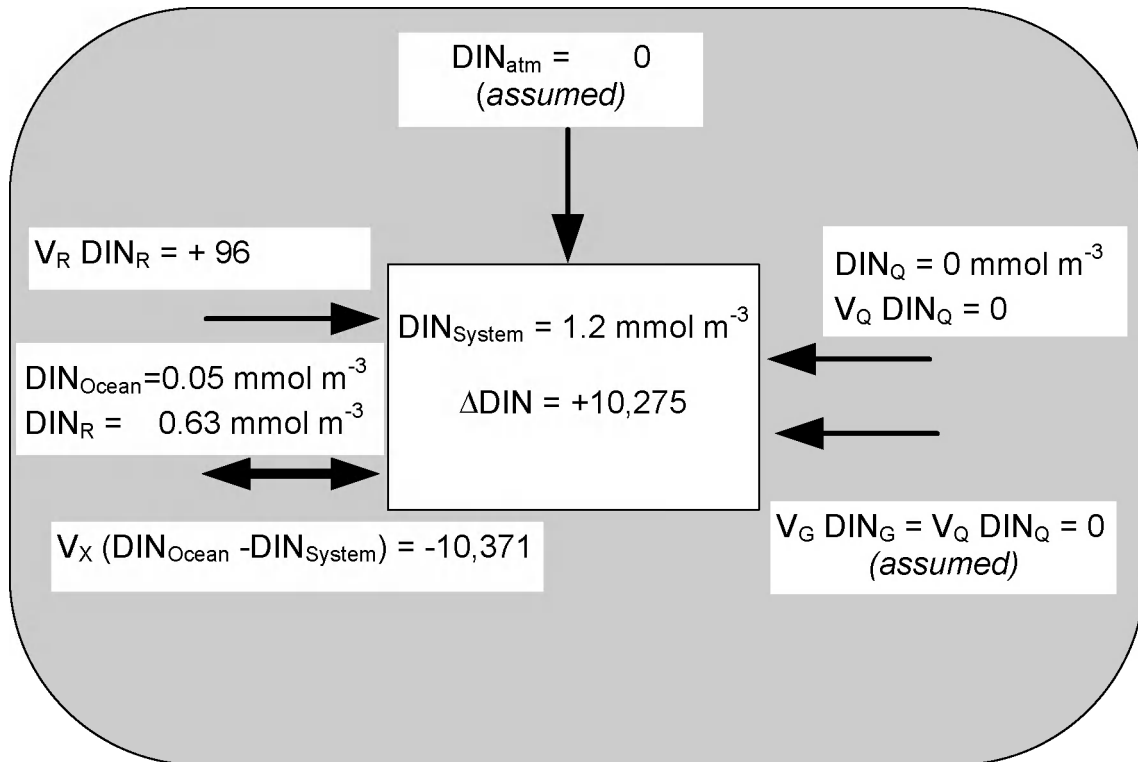 DIN_atm = 0
(assumed)
V_R DIN_R = + 96
DIN_Q = 0 mmol m^-3
V_Q DIN_Q = 0
DIN_System = 1.2 mmol m^-3
ΔDIN = +10,275
DIN_Ocean=0.05 mmol m^-3
DIN_R = 0.63 mmol m^-3
V_X (DIN_Ocean -DIN_System) = -10,371
V_G DIN_G = V_Q DIN_Q = 0
(assumed)